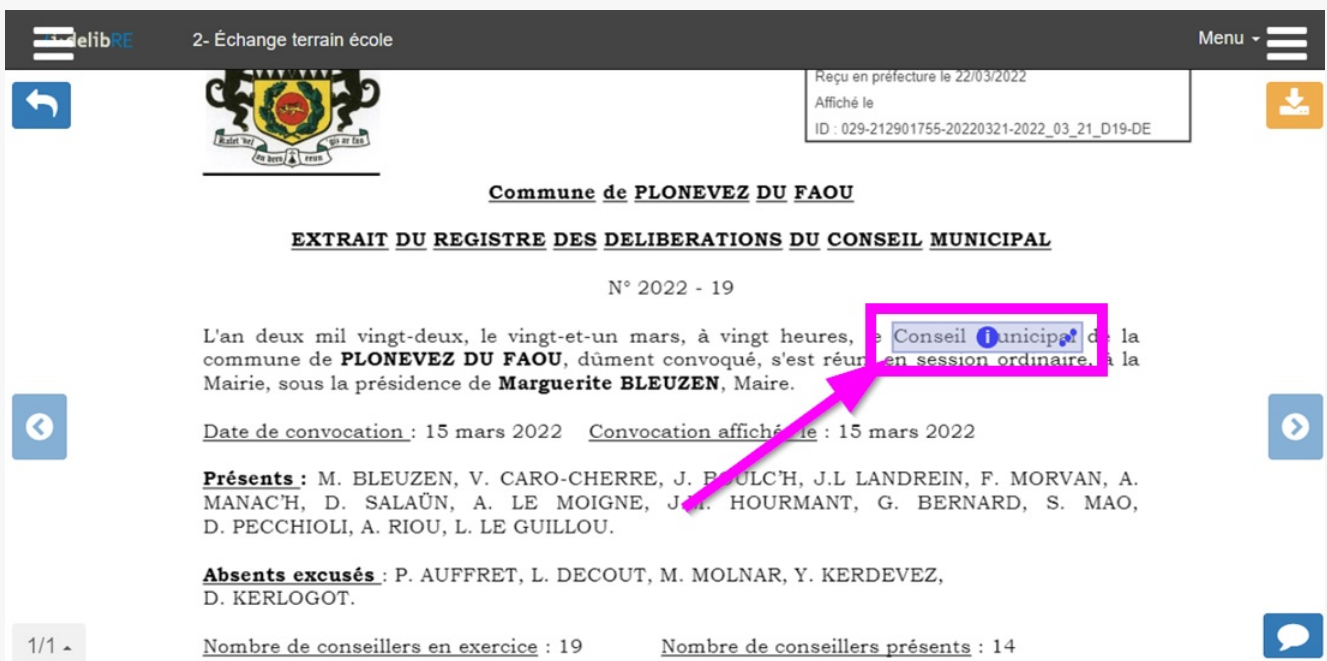 delibRE 2- Échange terrain école Menu
Reçu en préfecture le 22/03/2022
Affiché le
ID : 029-212901755-20220321-2022_03_21_D19-DE
Commune de PLONEVEZ DU FAOU
EXTRAIT DU REGISTRE DES DELIBERATIONS DU CONSEIL MUNICIPAL
N° 2022 - 19
L'an deux mil vingt-deux, le vingt-et-un mars, à vingt heures, Conseil de la
commune de PLONEVEZ DU FAOU, dûment convoqué, s'est réuni en session ordinaire, à la
Mairie, sous la présidence de Marguerite BLEUZEN, Maire.
Date de convocation : 15 mars 2022 Convocation affichée le : 15 mars 2022
Présents : M. BLEUZEN, V. CARO-CHERRE, J. LANDREIN, F. MORVAN, A.
MANAC'H, D. SALAÜN, A. LE MOIGNE, HOURMANT, G. BERNARD, S. MAO,
D. PECCHIOLI, A. RIOU, L. LE GUILLOU.
Absents excusés : P. AUFFRET, L. DECOUT, M. MOLNAR, Y. KERDEVEZ,
D. KERLOGOT.
1/1 Nombre de conseillers en exercice : 19 Nombre de conseillers présents : 14